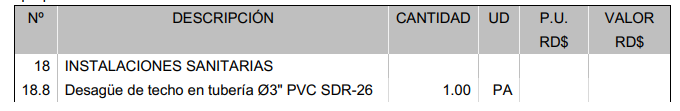 Nº DESCRIPCIÓN CANTIDAD UD P.U. VALOR
RD$ RD$
18 INSTALACIONES SANITARIAS
18.8 Desagüe de techo en tubería Ø3" PVC SDR-26 1.00 PA